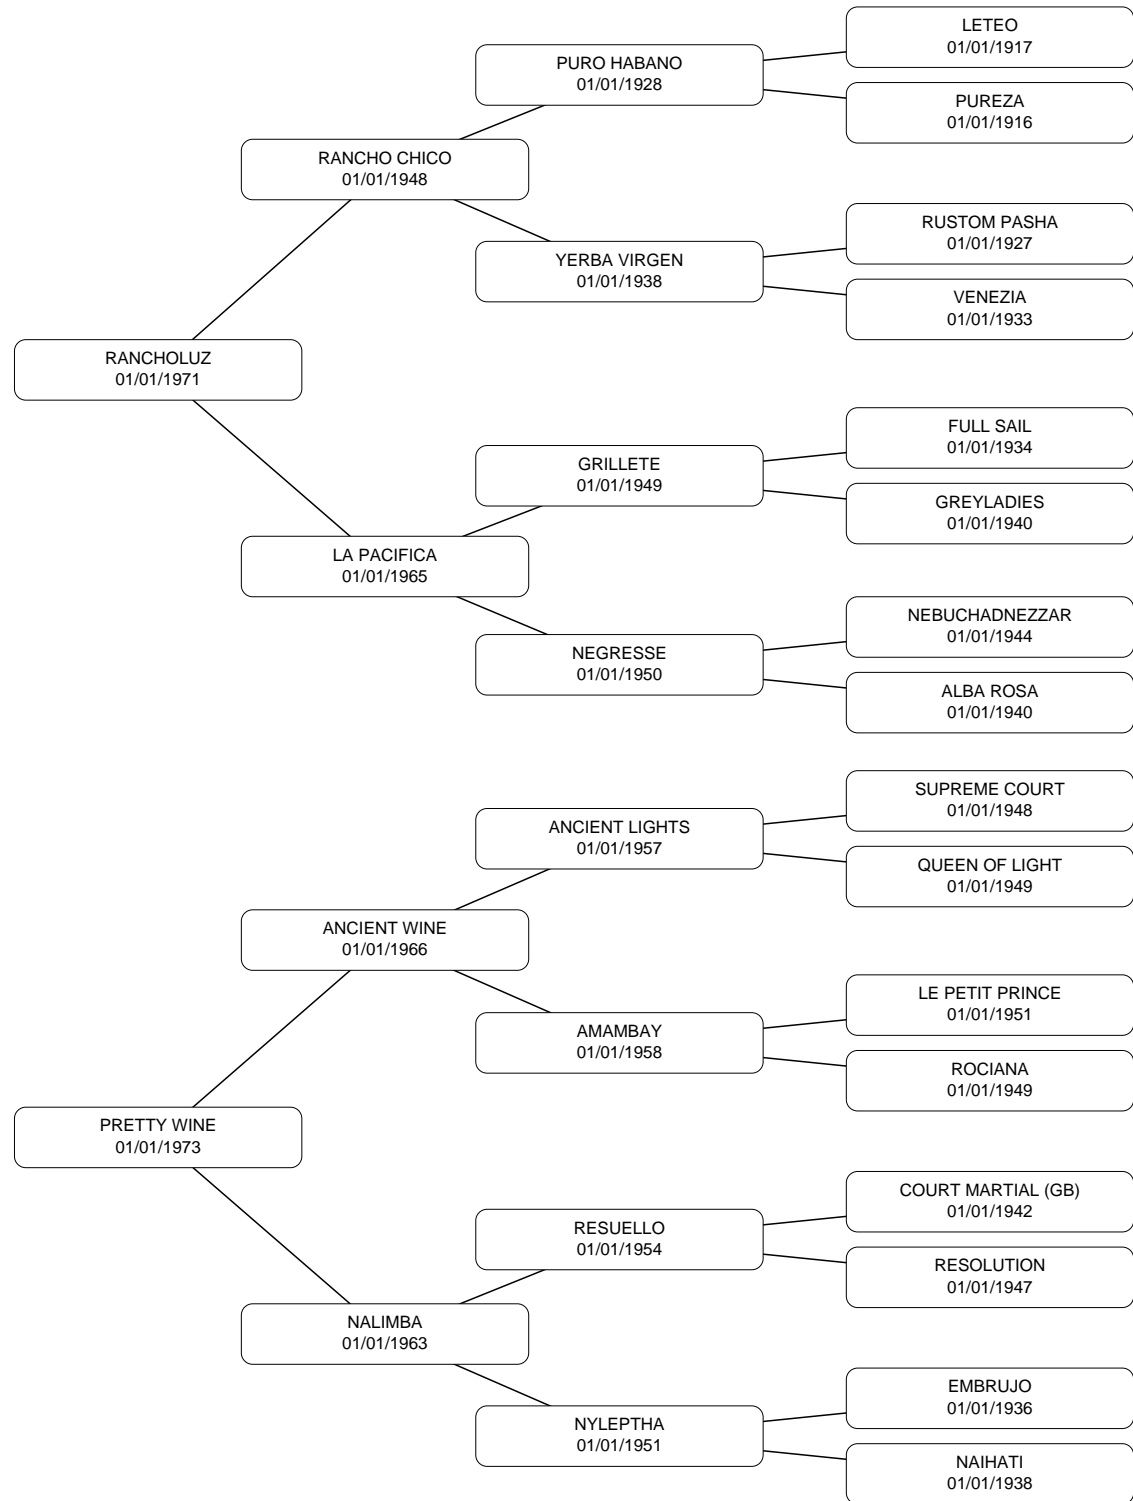 LETEO
01/01/1917
PURO HABANO
01/01/1928
PUREZA
01/01/1916
RANCHO CHICO
01/01/1948
RUSTOM PASHA
01/01/1927
YERBA VIRGEN
01/01/1938
VENEZIA
01/01/1933
RANCHOLUZ
01/01/1971
FULL SAIL
01/01/1934
GRILLETE
01/01/1949
GREYLADIES
01/01/1940
LA PACIFICA
01/01/1965
NEBUCHADNEZZAR
01/01/1944
NEGRESSE
01/01/1950
ALBA ROSA
01/01/1940
SUPREME COURT
01/01/1948
ANCIENT LIGHTS
01/01/1957
QUEEN OF LIGHT
01/01/1949
ANCIENT WINE
01/01/1966
LE PETIT PRINCE
01/01/1951
AMAMBAY
01/01/1958
ROCIANA
01/01/1949
PRETTY WINE
01/01/1973
COURT MARTIAL (GB)
01/01/1942
RESUELLO
01/01/1954
RESOLUTION
01/01/1947
NALIMBA
01/01/1963
EMBRUJO
01/01/1936
NYLEPTHA
01/01/1951
NAIHATI
01/01/1938